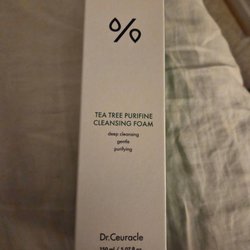 TEA TREE PURIFINE
CLEANSING FOAM
deep cleansing
gentle
purifying
Dr.Ceuracle